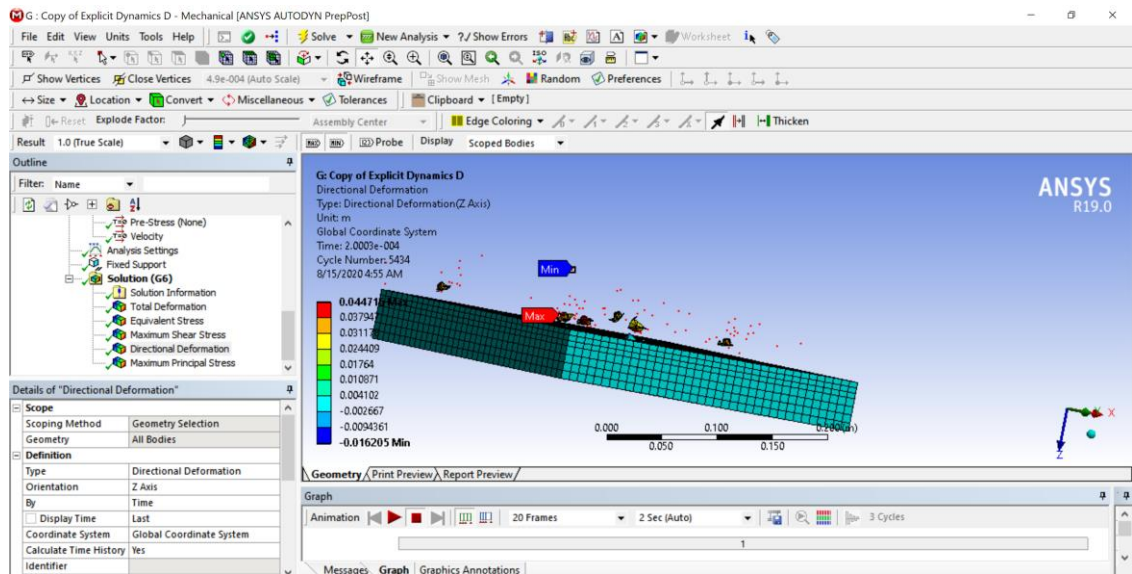 G : Copy of Explicit Dynamics D - Mechanical [ANSYS AUTODYN PrepPost]
File Edit View Units Tools Help Solve New Analysis ?/ Show Errors Worksheet
Show Vertices Close Vertices 4.9e-004 (Auto Scale) Wireframe Show Mesh Random Preferences
Size Location Convert Miscellaneous Tolerances Clipboard [Empty]
Reset Explode Factor: Assembly Center Edge Coloring Thicken
Result 1.0 (True Scale) Probe Display Scoped Bodies
Outline
Filter: Name
Pre-Stress (None)
Velocity
Analysis Settings
Fixed Support
Solution (G6)
Solution Information
Total Deformation
Equivalent Stress
Maximum Shear Stress
Directional Deformation
Maximum Principal Stress
Details of "Directional Deformation"
Scope
Scoping Method Geometry Selection
Geometry All Bodies
Definition
Type Directional Deformation
Orientation Z Axis
By Time
Display Time Last
Coordinate System Global Coordinate System
Calculate Time History Yes
Identifier
G: Copy of Explicit Dynamics D
Directional Deformation
Type: Directional Deformation(Z Axis)
Unit: m
Global Coordinate System
Time: 2.0003e-004
Cycle Number: 5434
8/15/2020 4:55 AM
0.024409
0.01764
0.010871
0.004102
-0.002667
-0.0094361
-0.016205 Min
Min
Max
ANSYS
R19.0
0.000 0.100 0.200(m)
0.050 0.150
X
Z
Geometry Print Preview Report Preview
Graph
Animation 20 Frames 2 Sec (Auto) 3 Cycles
1
Messages Graph Graphics Annotations